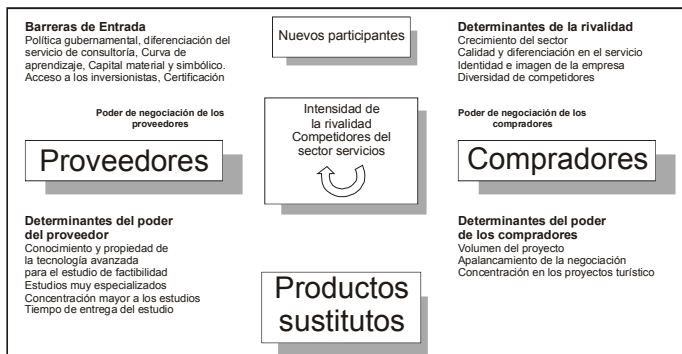 Barreras de Entrada
Política gubernamental, diferenciación del
servicio de consultoría, Curva de
aprendizaje, Capital material y simbólico.
Acceso a los inversionistas, Certificación
Nuevos participantes
Determinantes de la rivalidad
Crecimiento del sector
Calidad y diferenciación en el servicio
Identidad e imagen de la empresa
Diversidad de competidores
Poder de negociación de los
proveedores
Proveedores
Intensidad de
la rivalidad
Competidores del
sector servicios
Poder de negociación de los
compradores
Compradores
Determinantes del poder
del proveedor
Conocimiento y propiedad de
la tecnología avanzada
para el estudio de factibilidad
Estudios muy especializados
Concentración mayor a los estudios
Tiempo de entrega del estudio
Productos
sustitutos
Determinantes del poder
de los compradores
Volumen del proyecto
Apalancamiento de la negociación
Concentración en los proyectos turístico